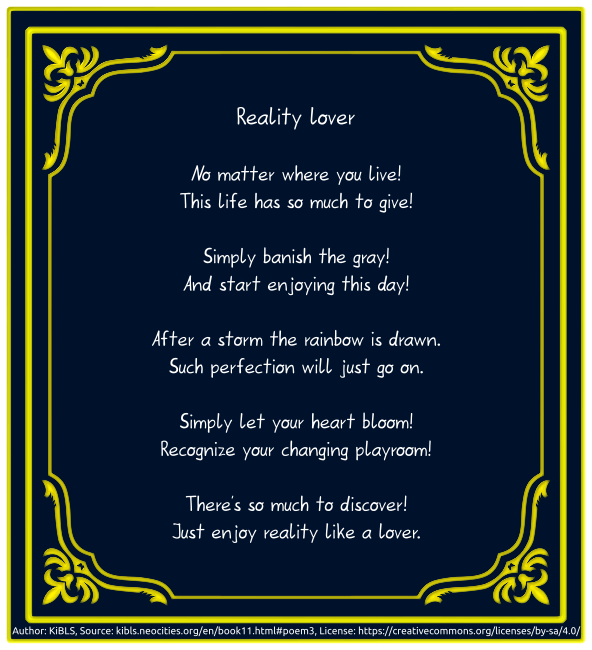 Reality lover
No matter where you live!
This life has so much to give!
Simply banish the gray!
And start enjoying this day!
After a storm the rainbow is drawn.
Such perfection will just go on.
Simply let your heart bloom!
Recognize your changing playroom!
There's so much to discover!
Just enjoy reality like a lover.
Author: KiBLS, Source: kibls.neocities.org/en/book11.html#poem3, License: https://creativecommons.org/licenses/by-sa/4.0/